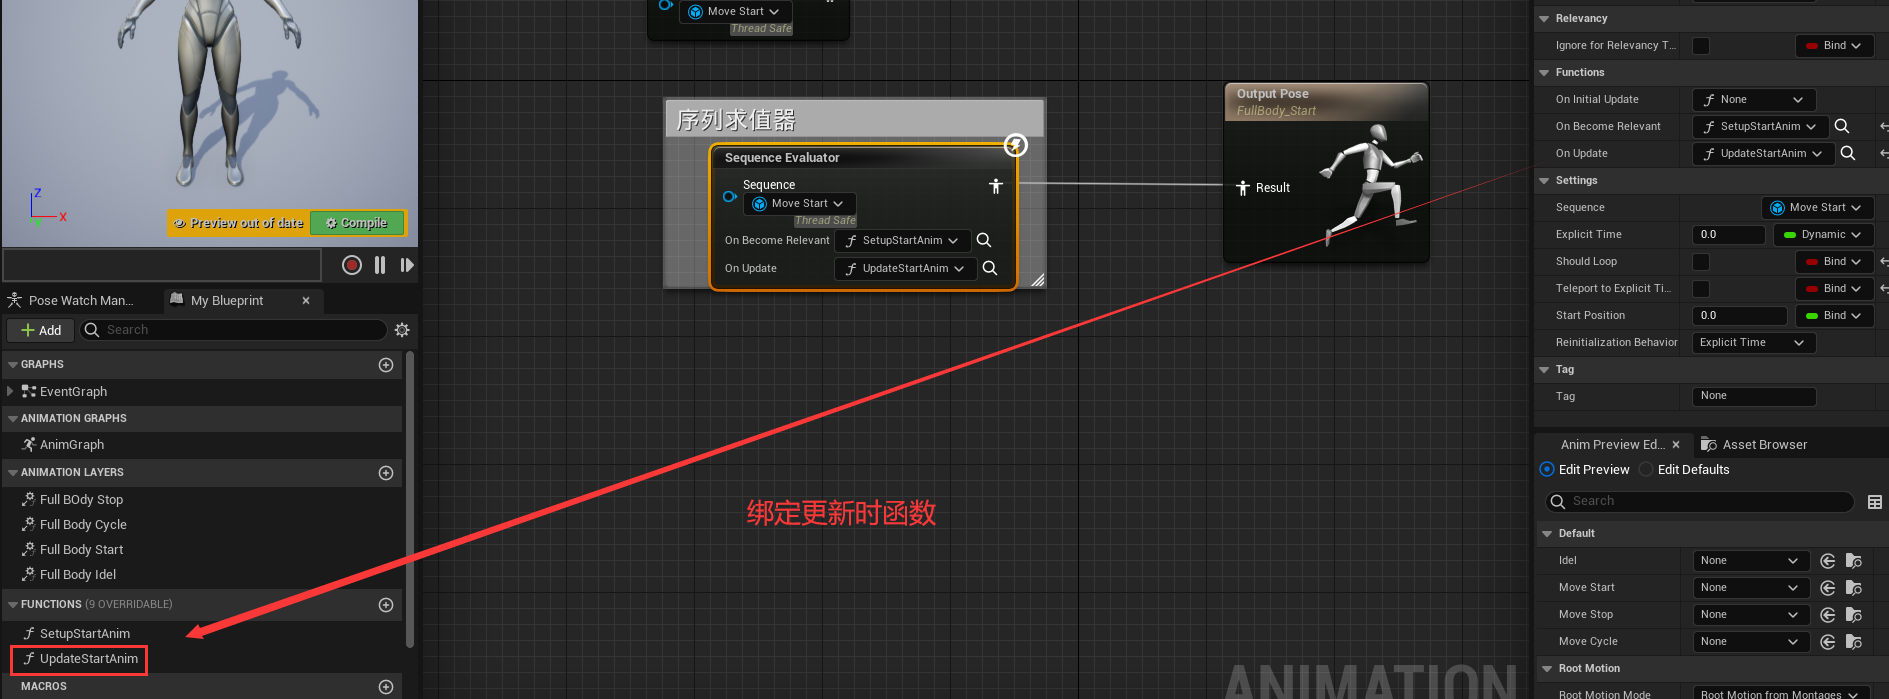 Move Start
Thread Safe
序列求值器
Sequence Evaluator
Sequence
Move Start
Thread Safe
On Become Relevant
SetupStartAnim
On Update
UpdateStartAnim
Output Pose
FullBody_Start
Result
绑定更新时函数
ANIMATION
Z
X
Y
Preview out of date
Compile
Pose Watch Man...
My Blueprint
Add
Search
GRAPHS
EventGraph
ANIMATION GRAPHS
AnimGraph
ANIMATION LAYERS
Full BOdy Stop
Full Body Cycle
Full Body Start
Full Body Idel
FUNCTIONS (9 OVERRIDABLE)
SetupStartAnim
UpdateStartAnim
MACROS
Relevancy
Ignore for Relevancy T...
Bind
Functions
On Initial Update
None
On Become Relevant
SetupStartAnim
On Update
UpdateStartAnim
Settings
Sequence
Move Start
Explicit Time
0.0
Dynamic
Should Loop
Bind
Teleport to Explicit Ti...
Bind
Start Position
0.0
Bind
Reinitialization Behavior
Explicit Time
Tag
Tag
None
Anim Preview Ed...
Asset Browser
Edit Preview
Edit Defaults
Search
Default
Idel
None
Move Start
None
Move Stop
None
Move Cycle
None
Root Motion
Root Motion Mode
Root Motion from Montages